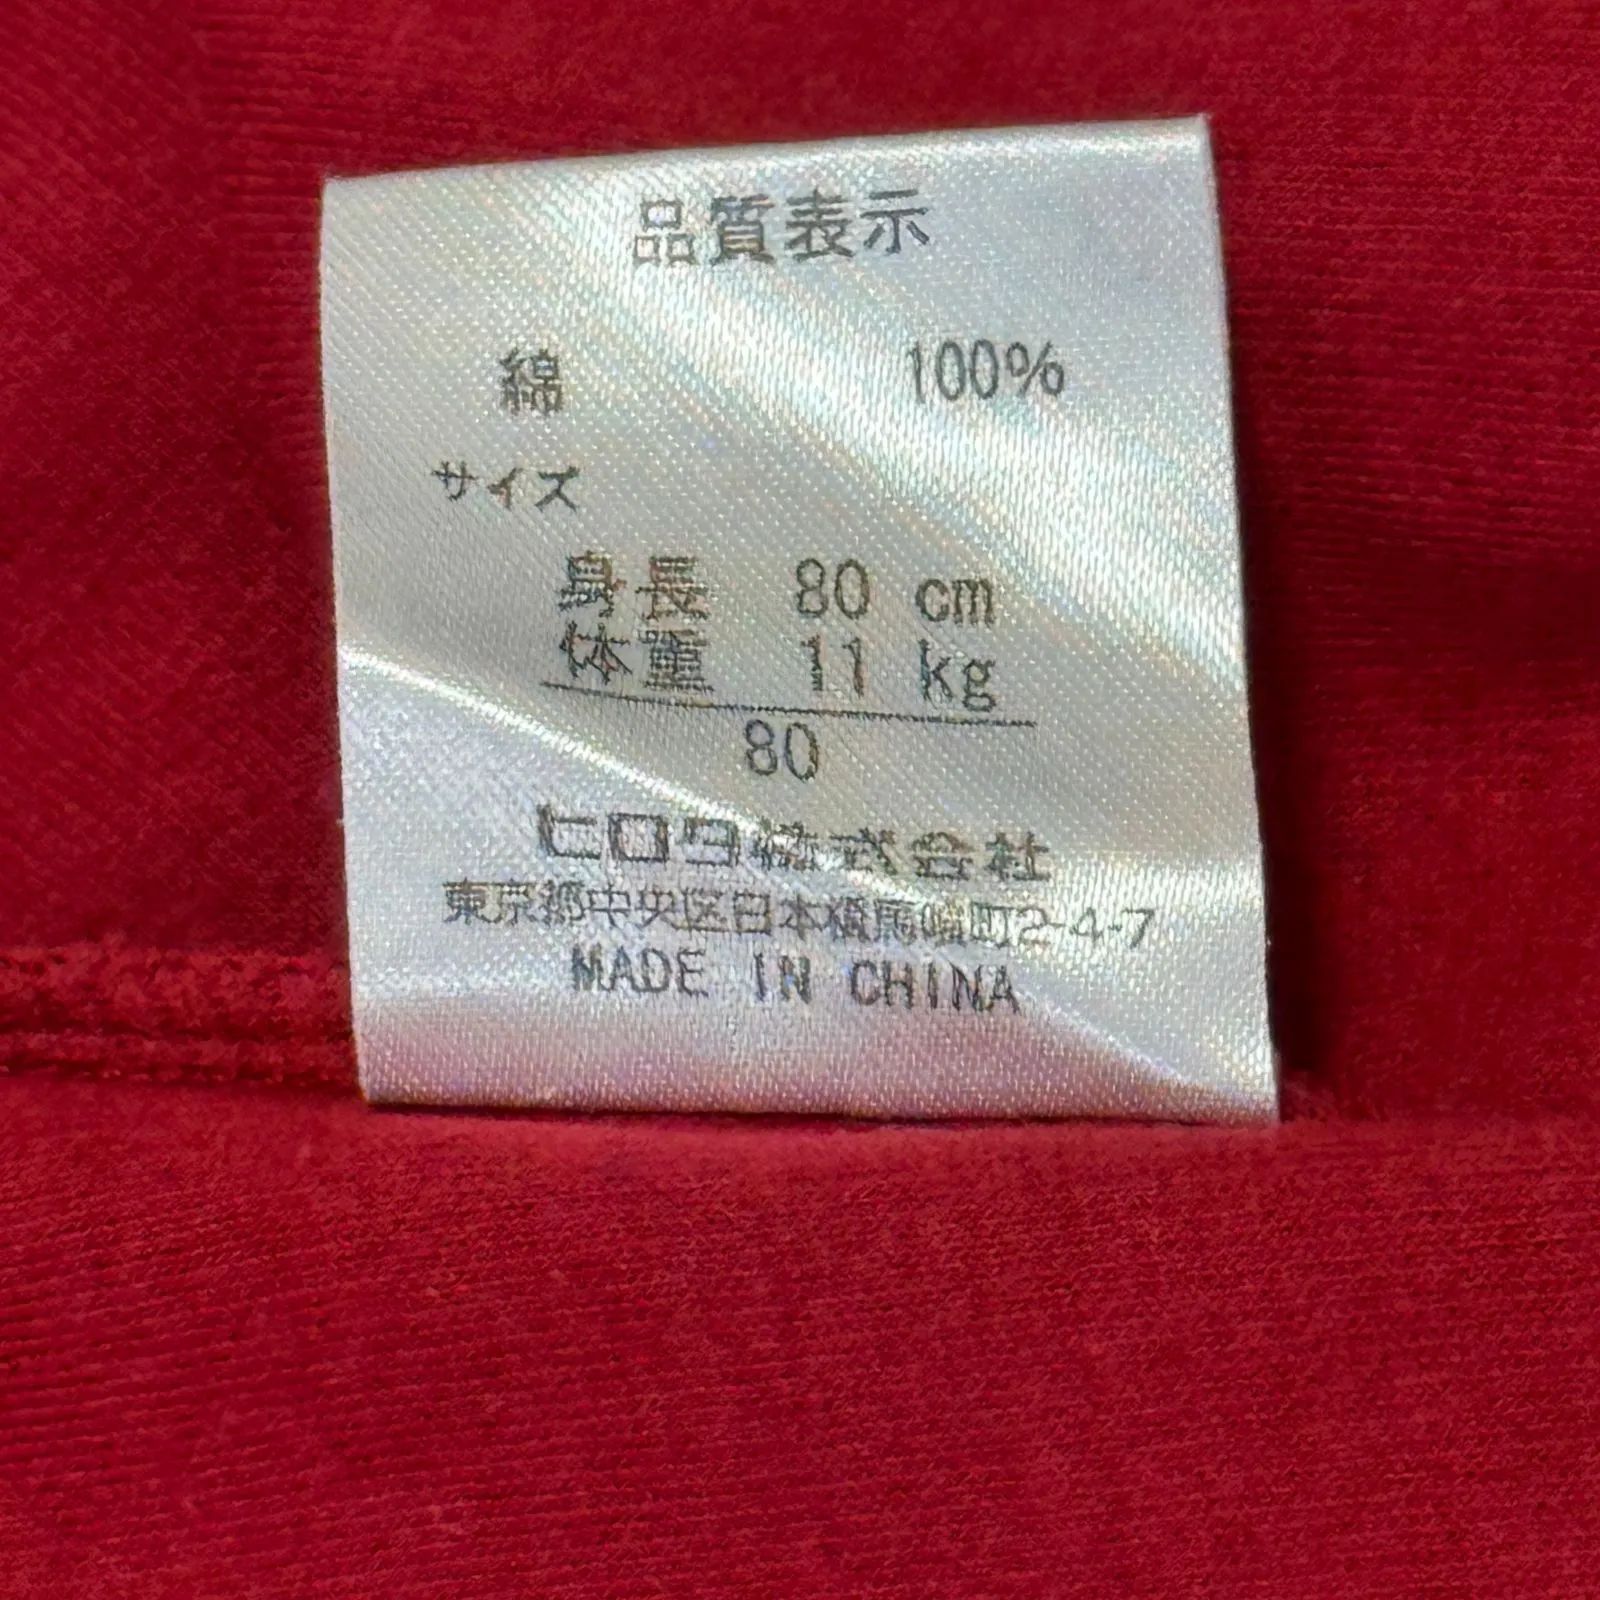 品質表示
綿 100%
サイズ
身長 80 cm
体重 11 kg
80
ヒロタ株式会社
東京都中央区日本橋馬喰町2-4-7
MADE IN CHINA